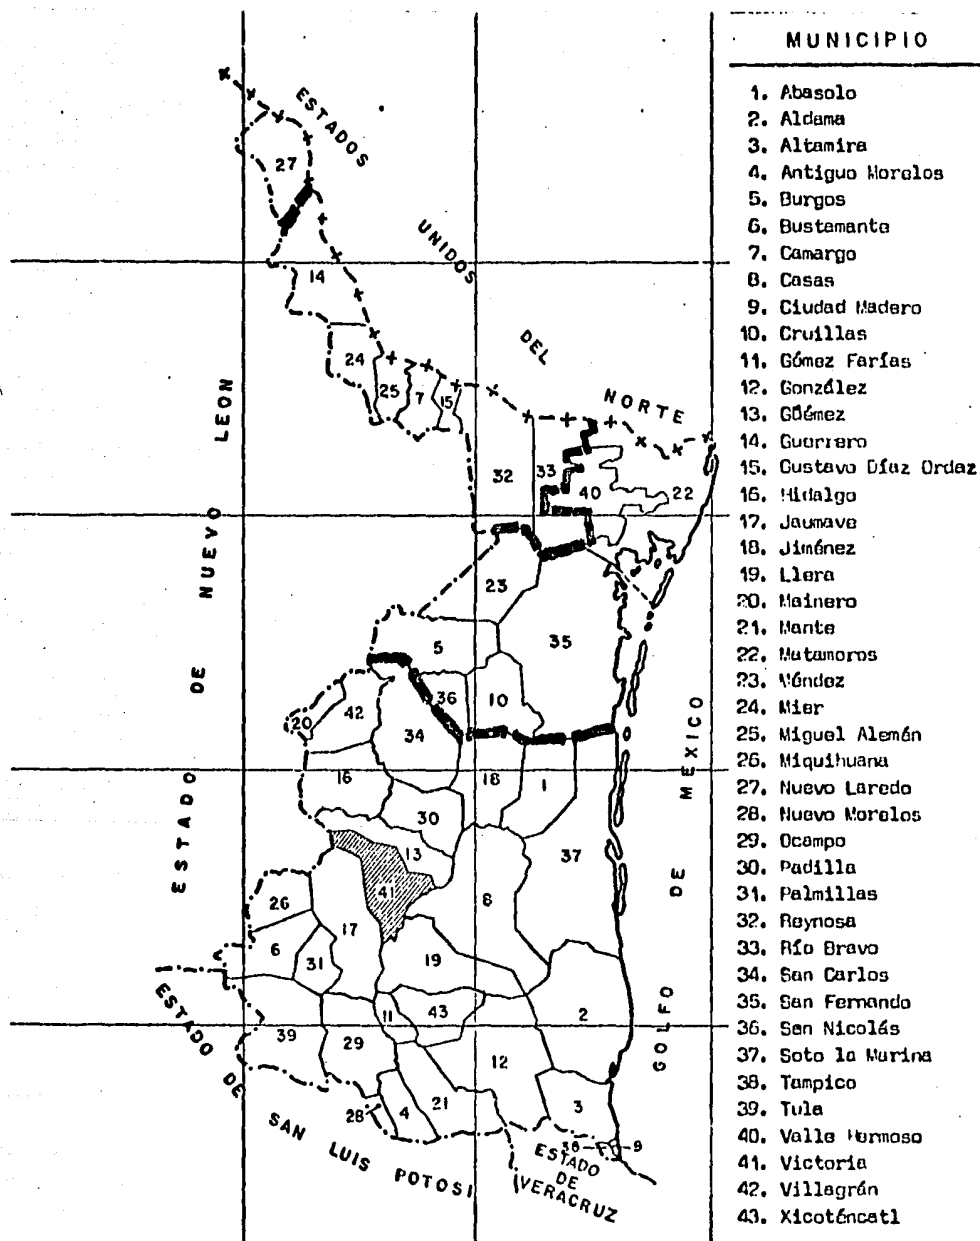 MUNICIPIO
1. Abasolo
2. Aldama
3. Altamira
4. Antiguo Morelos
5. Burgos
6. Bustamante
7. Camargo
8. Casas
9. Ciudad Madero
10. Cruillas
11. Gómez Farías
12. González
13. Güémez
14. Guerrero
15. Gustavo Díaz Ordaz
16. Hidalgo
17. Jaumave
18. Jiménez
19. Llera
20. Mainero
21. Mante
22. Matamoros
23. Méndez
24. Mier
25. Miguel Alemán
26. Miquihuana
27. Nuevo Laredo
28. Nuevo Morelos
29. Ocampo
30. Padilla
31. Palmillas
32. Reynosa
33. Río Bravo
34. San Carlos
35. San Fernando
36. San Nicolás
37. Soto la Marina
38. Tampico
39. Tula
40. Valle Hermoso
41. Victoria
42. Villagrán
43. Xicoténcatl
ESTADOS
UNIDOS
DEL
NORTE
ESTADO DE NUEVO LEON
GOLFO DE MEXICO
ESTADO DE SAN LUIS POTOSI
ESTADO
DE
VERACRUZ
27
14
24
25
7
15
32
33
40
22
23
35
5
36
10
20
42
34
16
18
1
30
13
37
41
8
26
17
6
31
19
11
43
2
39
29
12
28
4
21
3
38
9